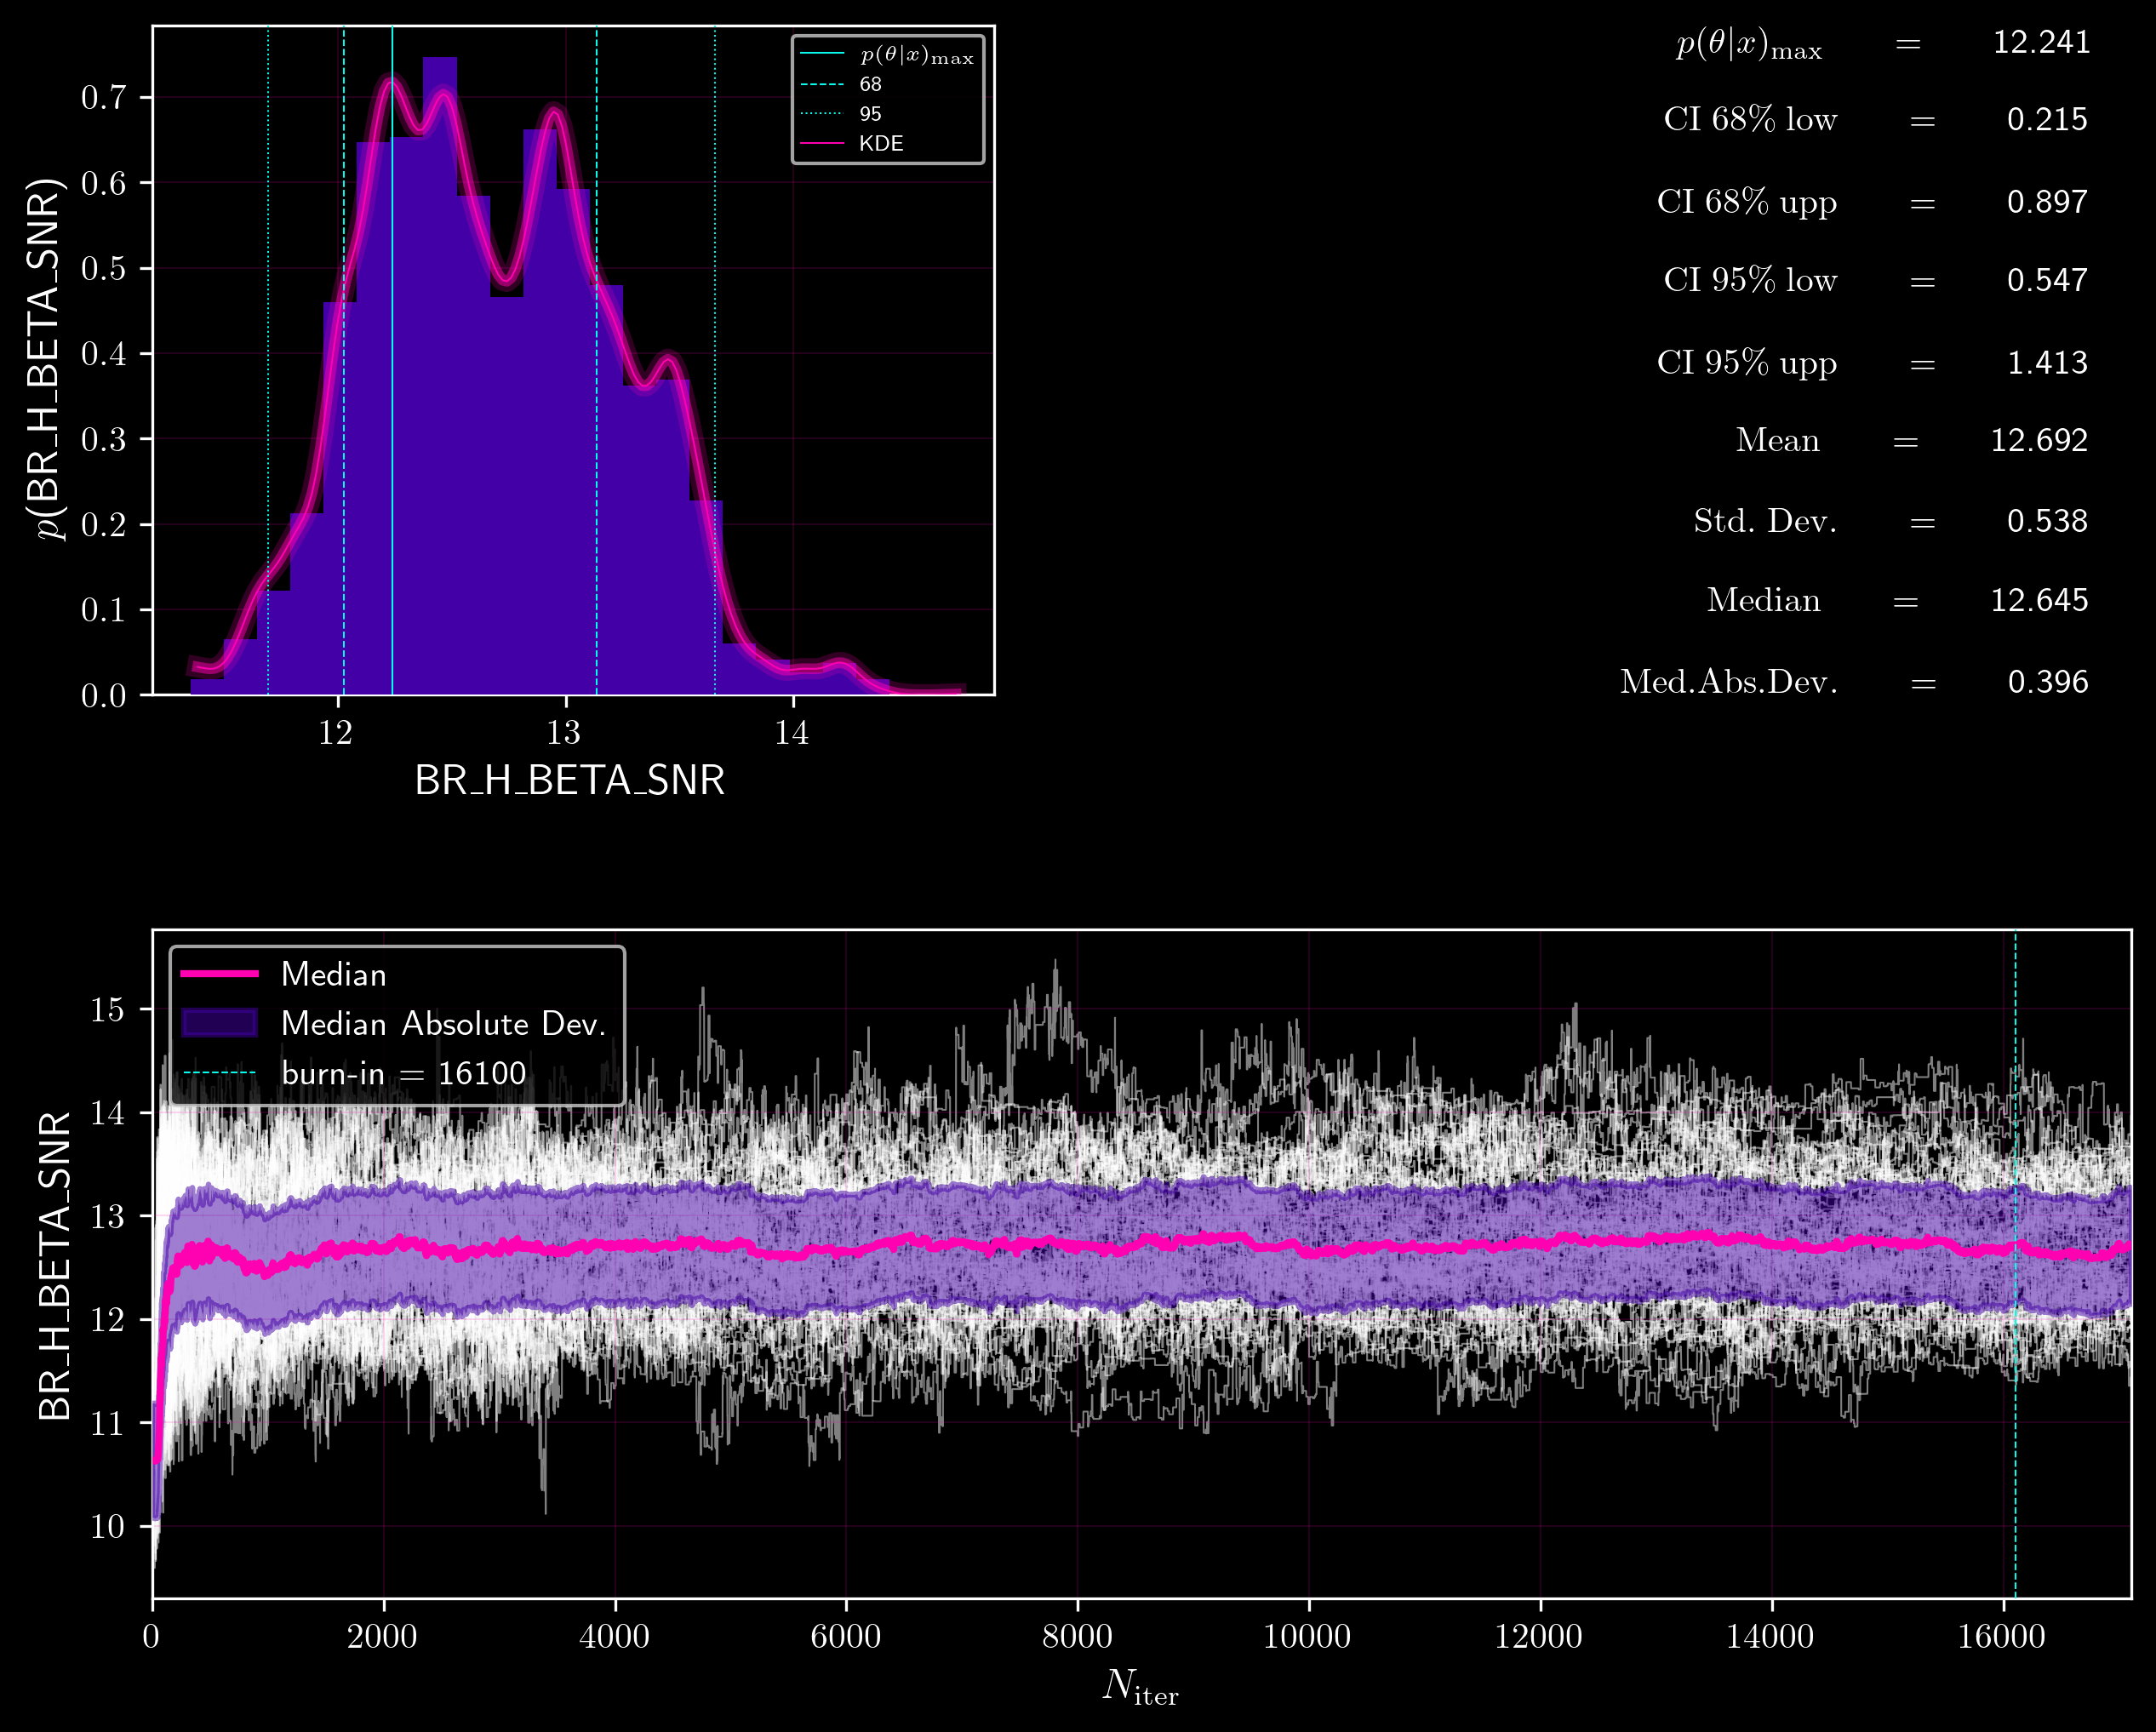 p(BR_H_BETA_SNR)
0.7
0.6
0.5
0.4
0.3
0.2
0.1
0.0
12 13 14
BR_H_BETA_SNR
p(θ|x)max
68
95
KDE
p(θ|x)max = 12.241
CI 68% low = 0.215
CI 68% upp = 0.897
CI 95% low = 0.547
CI 95% upp = 1.413
Mean = 12.692
Std. Dev. = 0.538
Median = 12.645
Med.Abs.Dev. = 0.396
BR_H_BETA_SNR
15
14
13
12
11
10
Median
Median Absolute Dev.
burn-in = 16100
0 2000 4000 6000 8000 10000 12000 14000 16000
Niter